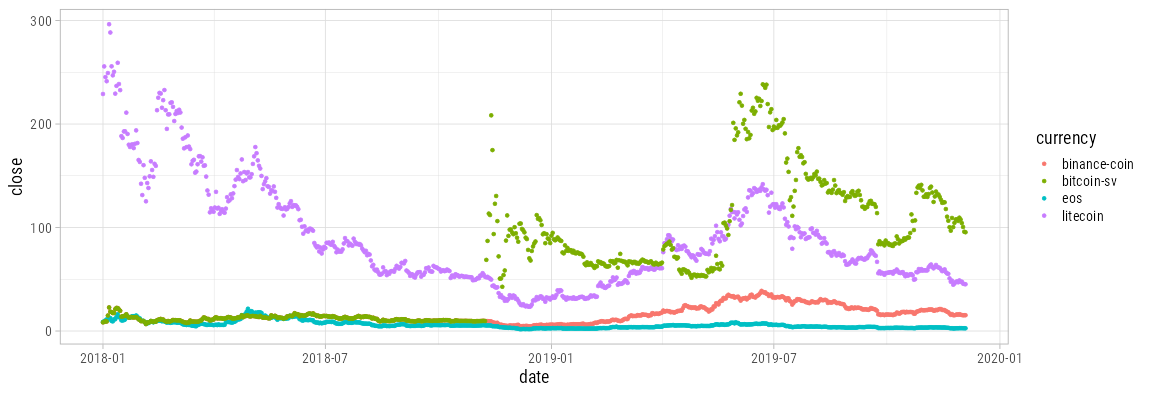 300
200
100
0
close
2018-01
2018-07
2019-01
2019-07
2020-01
date
currency
binance-coin
bitcoin-sv
eos
litecoin